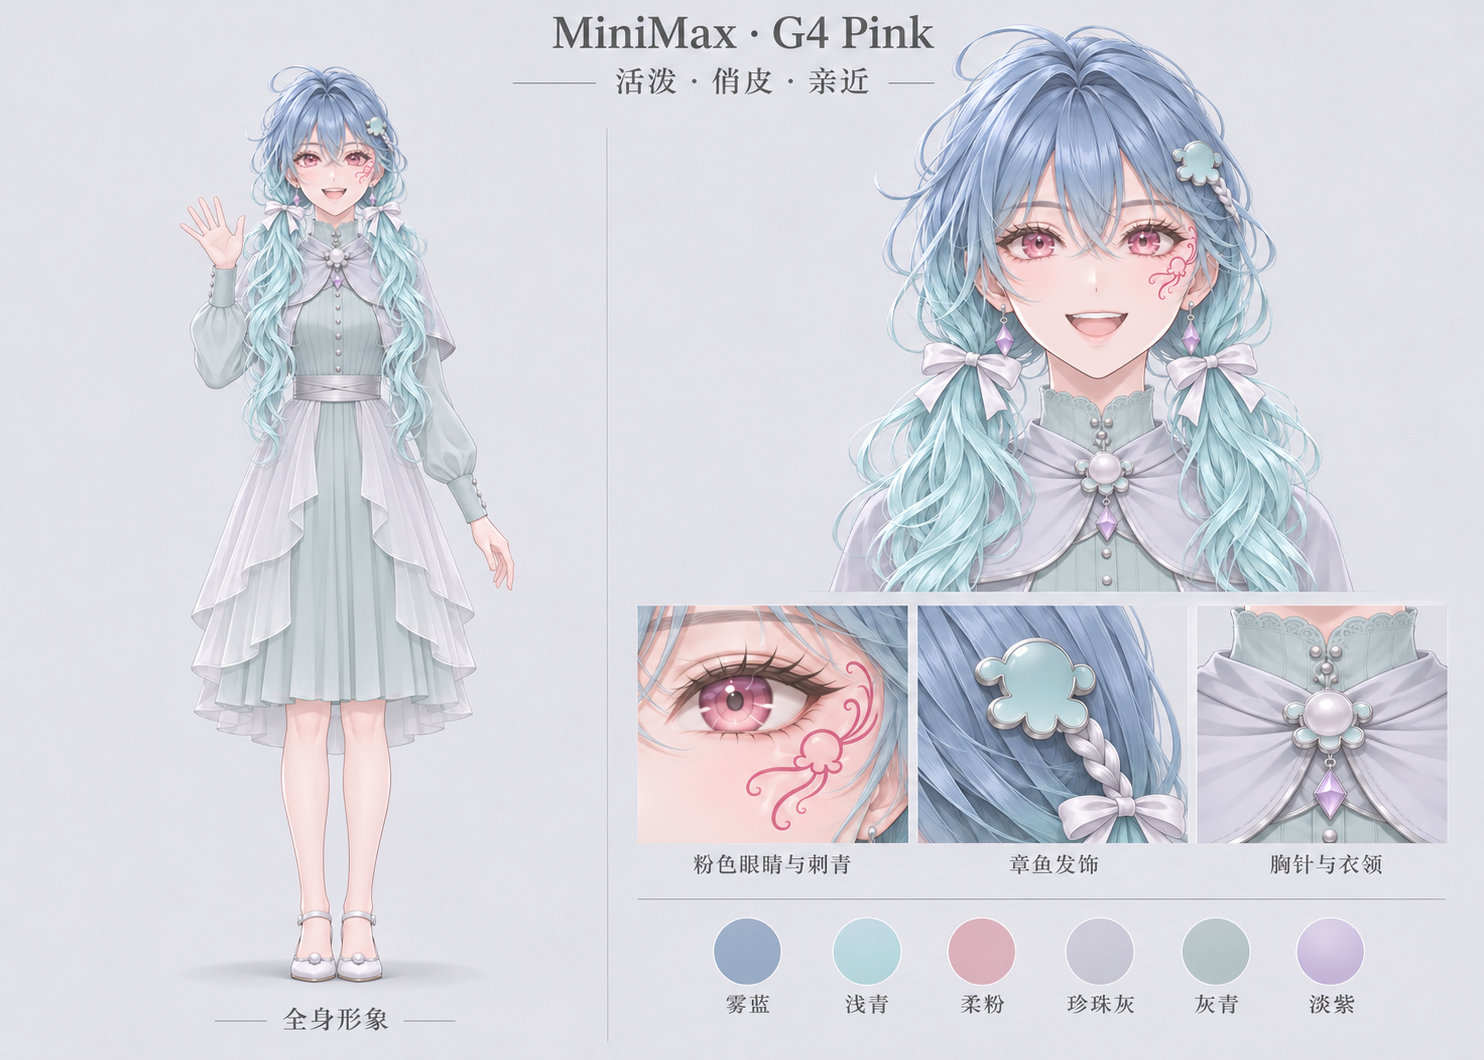 MiniMax · G4 Pink
活泼 · 俏皮 · 亲近
粉色眼睛与刺青
章鱼发饰
胸针与衣领
雾蓝
浅青
柔粉
珍珠灰
灰青
淡紫
全身形象